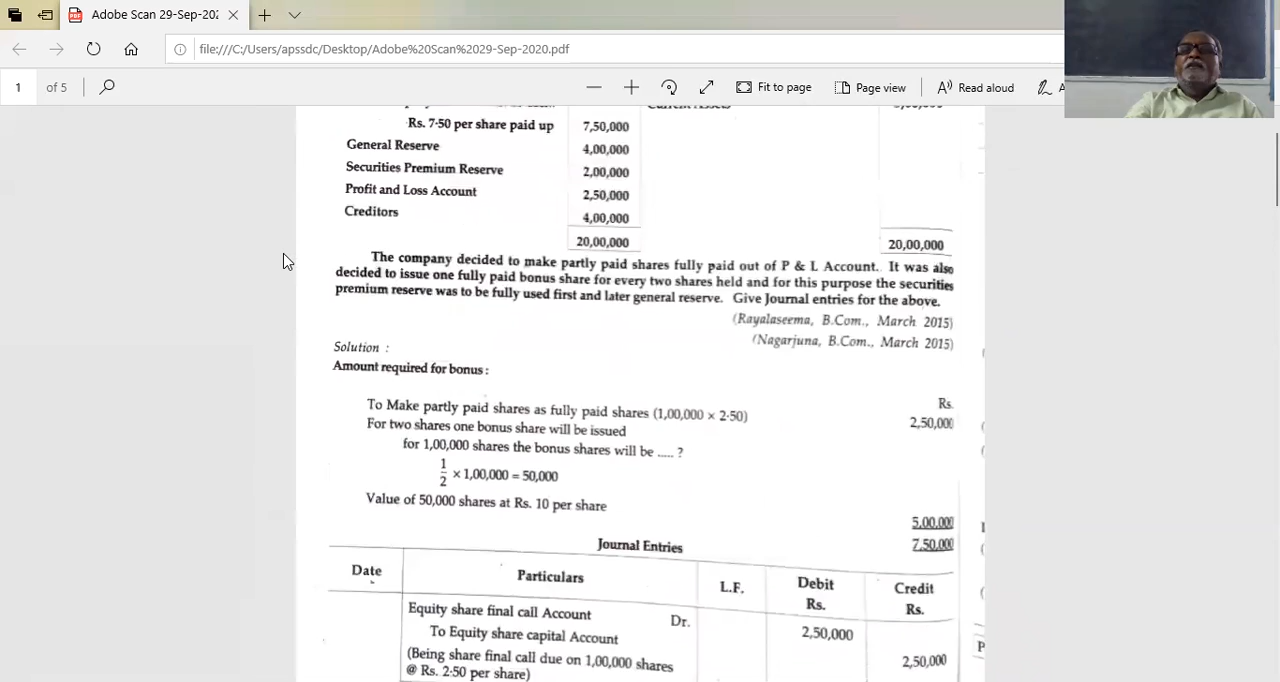 Adobe Scan 29-Sep-202
file:///C:/Users/apssdc/Desktop/Adobe%20Scan%2029-Sep-2020.pdf
1 of 5
Fit to page
Page view
Read aloud
Current Assets
Rs. 7·50 per share paid up 7,50,000
General Reserve 4,00,000
Securities Premium Reserve 2,00,000
Profit and Loss Account 2,50,000
Creditors 4,00,000
20,00,000 20,00,000
The company decided to make partly paid shares fully paid out of P & L Account. It was also
decided to issue one fully paid bonus share for every two shares held and for this purpose the securities
premium reserve was to be fully used first and later general reserve. Give Journal entries for the above.
(Rayalaseema, B.Com., March 2015)
(Nagarjuna, B.Com., March 2015)
Solution :
Amount required for bonus :
Rs.
To Make partly paid shares as fully paid shares (1,00,000 × 2·50) 2,50,000
For two shares one bonus share will be issued
for 1,00,000 shares the bonus shares will be ..... ?
1/2 × 1,00,000 = 50,000
Value of 50,000 shares at Rs. 10 per share 5,00,000
7,50,000
Journal Entries
Date Particulars L.F. Debit Rs. Credit Rs.
Equity share final call Account Dr. 2,50,000
To Equity share capital Account 2,50,000
(Being share final call due on 1,00,000 shares
@ Rs. 2·50 per share)